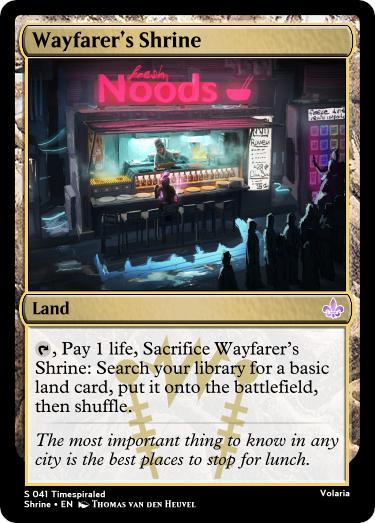 Wayfarer's Shrine
fresh
Noods
Land
, Pay 1 life, Sacrifice Wayfarer's
Shrine: Search your library for a basic
land card, put it onto the battlefield,
then shuffle.
The most important thing to know in any
city is the best places to stop for lunch.
S 041 Timespiraled
Volaria
Shrine • EN Thomas van den Heuvel